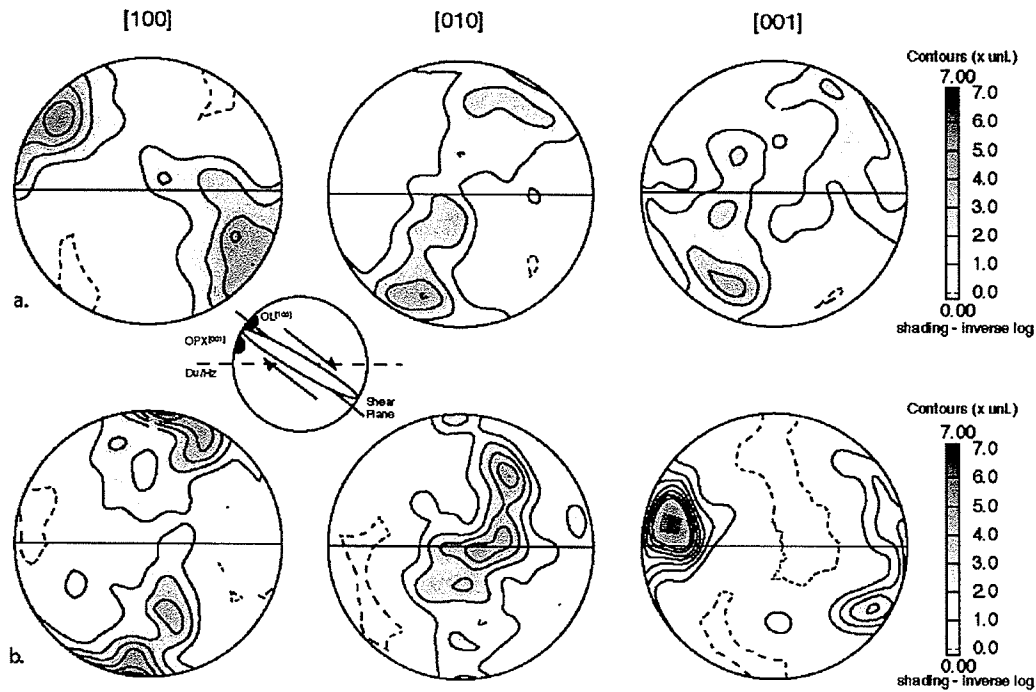 [100] [010] [001]
Contours (x uni.)
7.00
7.0
6.0
5.0
4.0
3.0
2.0
1.0
0.0
0.00
shading - inverse log
a.
OL[100]
OPX[001]
Du/Hz
Shear
Plane
Contours (x uni.)
7.00
7.0
6.0
5.0
4.0
3.0
2.0
1.0
0.0
0.00
shading - inverse log
b.